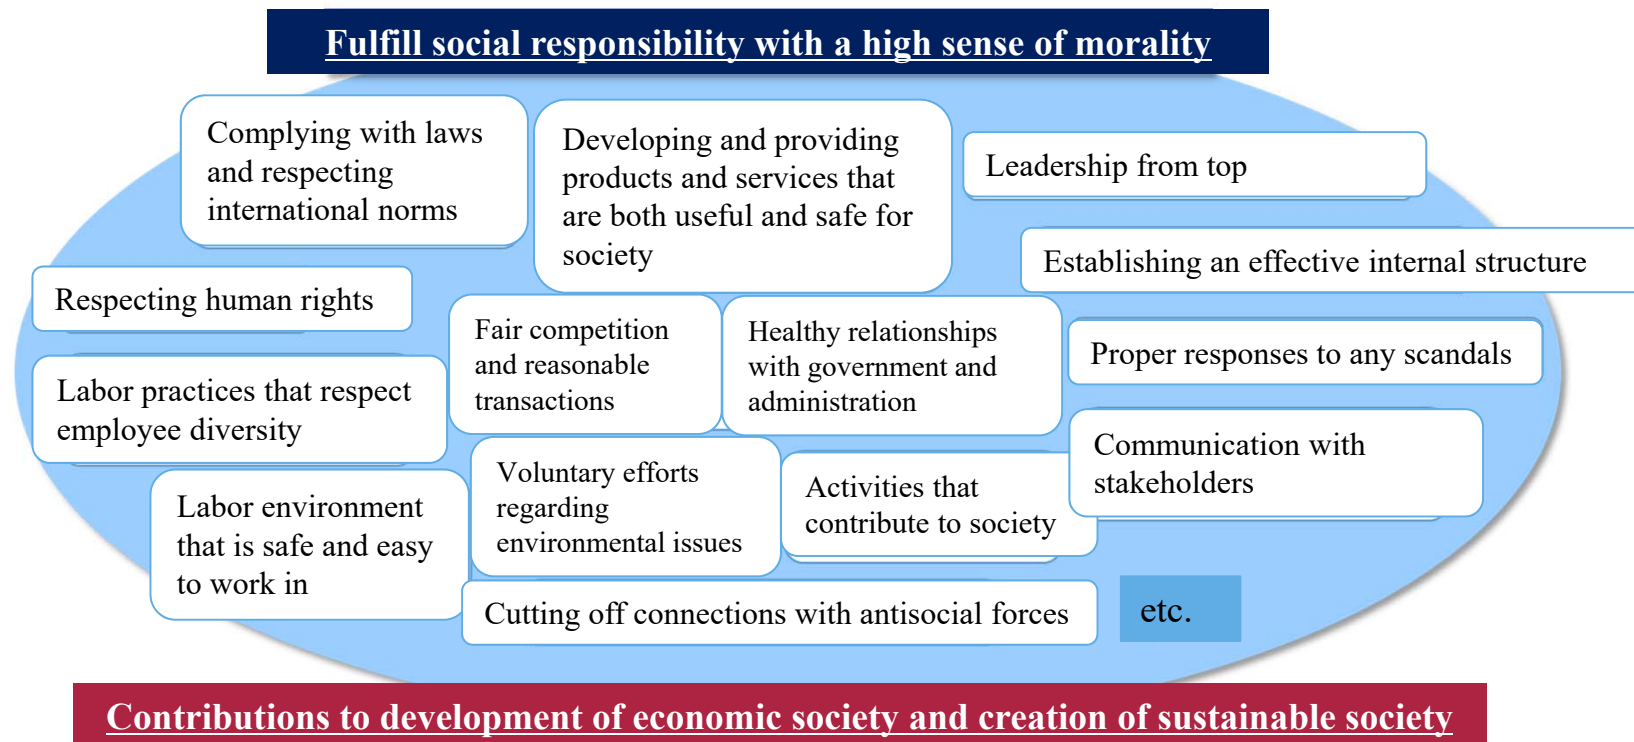 Fulfill social responsibility with a high sense of morality
Complying with laws
and respecting
international norms
Developing and providing
products and services that
are both useful and safe for
society
Leadership from top
Establishing an effective internal structure
Respecting human rights
Fair competition
and reasonable
transactions
Healthy relationships
with government and
administration
Proper responses to any scandals
Labor practices that respect
employee diversity
Communication with
stakeholders
Labor environment
that is safe and easy
to work in
Voluntary efforts
regarding
environmental issues
Activities that
contribute to society
Cutting off connections with antisocial forces
etc.
Contributions to development of economic society and creation of sustainable society